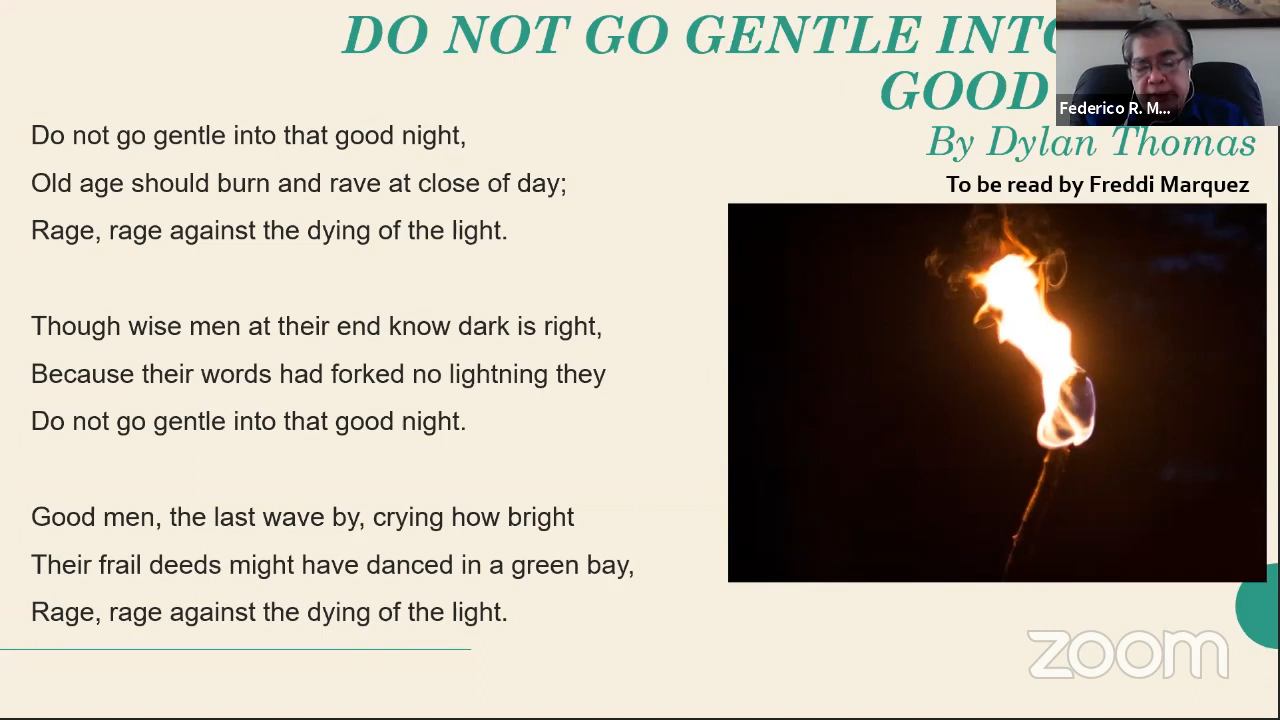 DO NOT GO GENTLE INTO
GOOD
By Dylan Thomas
To be read by Freddi Marquez
Federico R. M...
Do not go gentle into that good night,
Old age should burn and rave at close of day;
Rage, rage against the dying of the light.
Though wise men at their end know dark is right,
Because their words had forked no lightning they
Do not go gentle into that good night.
Good men, the last wave by, crying how bright
Their frail deeds might have danced in a green bay,
Rage, rage against the dying of the light.
zoom